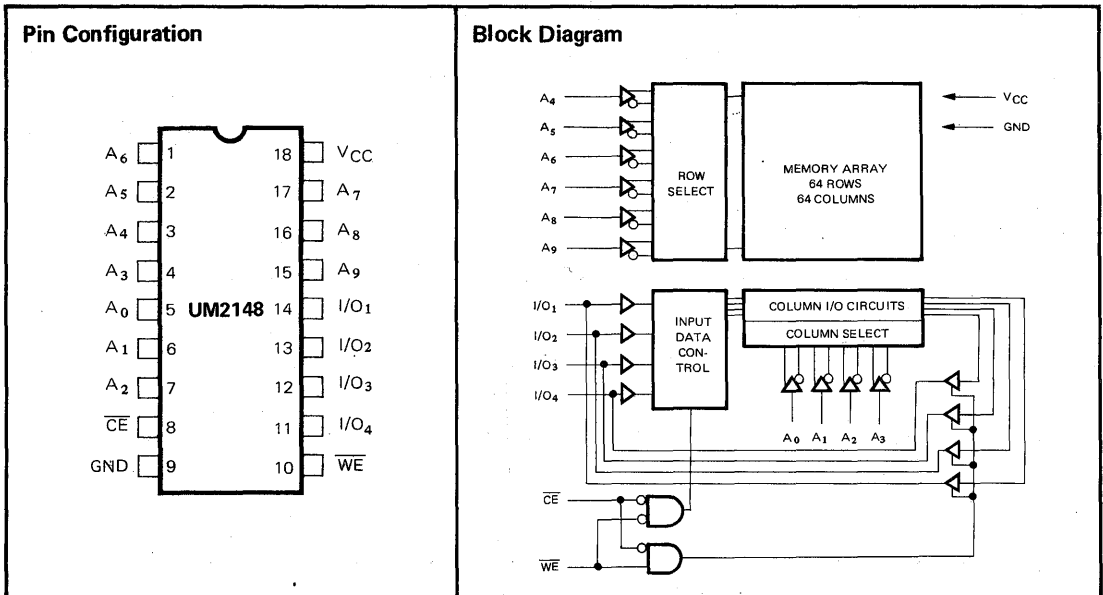 Pin Configuration
A6 1 18 VCC
A5 2 17 A7
A4 3 16 A8
A3 4 15 A9
A0 5 UM2148 14 I/O1
A1 6 13 I/O2
A2 7 12 I/O3
CE 8 11 I/O4
GND 9 10 WE
Block Diagram
A4
A5
A6
A7
A8
A9
ROW
SELECT
MEMORY ARRAY
64 ROWS
64 COLUMNS
VCC
GND
I/O1
I/O2
I/O3
I/O4
INPUT
DATA
CON-
TROL
COLUMN I/O CIRCUITS
COLUMN SELECT
A0 A1 A2 A3
CE
WE